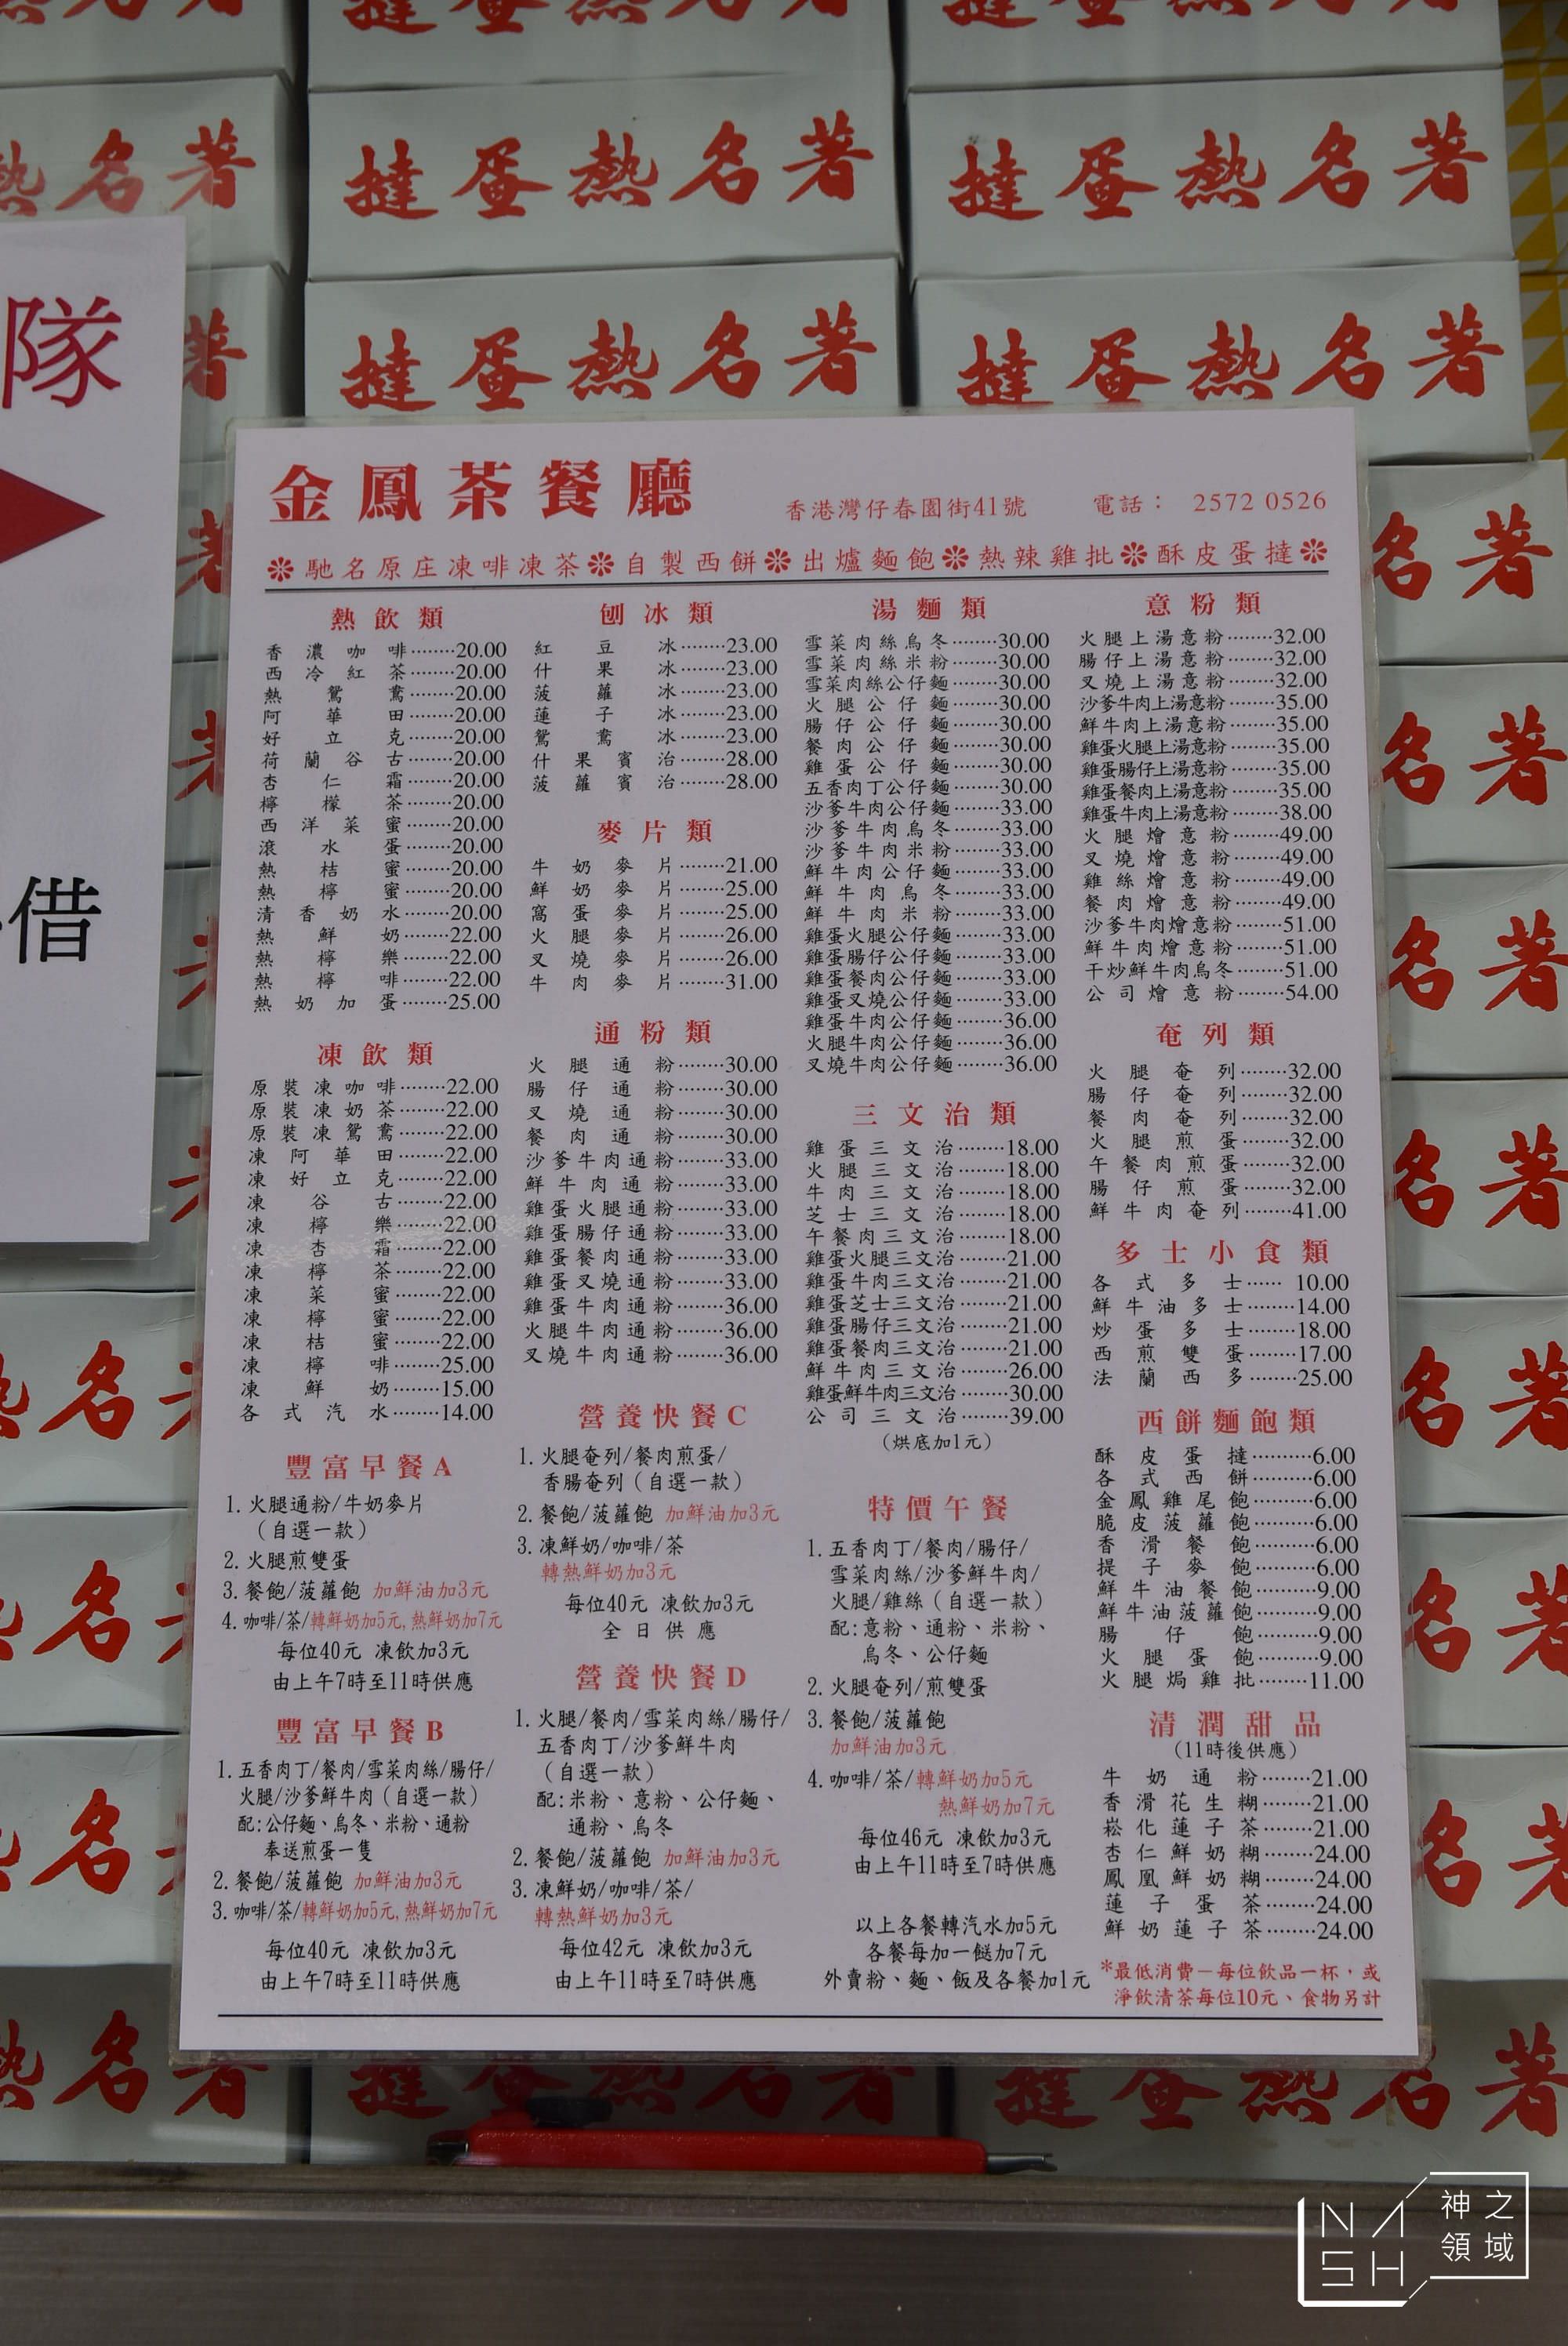 著名熱蛋撻
著名熱蛋撻
著名熱蛋撻
著名熱蛋撻
隊
借
金鳳茶餐廳
香港灣仔春園街41號 電話： 2572 0526
❊馳名原庄凍啡凍茶❊自製西餅❊出爐麵飽❊熱辣雞批❊酥皮蛋撻❊
熱飲類
香濃咖啡········20.00
西冷紅茶········20.00
熱鴛鴦········20.00
阿華田········20.00
好立克········20.00
荷蘭谷古········20.00
杏仁霜········20.00
檸檬茶········20.00
西洋菜蜜········20.00
滾水蛋········20.00
熱桔蜜········20.00
熱檸蜜········20.00
清香奶水········20.00
熱鮮奶········22.00
熱檸樂········22.00
熱檸啡········22.00
熱奶加蛋········25.00
凍飲類
原裝凍咖啡········22.00
原裝凍奶茶········22.00
原裝凍鴛鴦········22.00
凍阿華田········22.00
凍好立克········22.00
凍谷古········22.00
凍檸樂········22.00
凍杏霜········22.00
凍檸茶········22.00
凍菜蜜········22.00
凍檸蜜········22.00
凍桔蜜········22.00
凍檸啡········25.00
凍鮮奶········15.00
各式汽水········14.00
豐富早餐A
1. 火腿通粉/牛奶麥片
（自選一款）
2. 火腿煎雙蛋
3. 餐飽/菠蘿飽 加鮮油加3元
4. 咖啡/茶/轉鮮奶加5元, 熱鮮奶加7元
每位40元 凍飲加3元
由上午7時至11時供應
豐富早餐B
1. 五香肉丁/餐肉/雪菜肉絲/腸仔/
火腿/沙爹鮮牛肉（自選一款）
配:公仔麵、烏冬、米粉、通粉
奉送煎蛋一隻
2. 餐飽/菠蘿飽 加鮮油加3元
3. 咖啡/茶/轉鮮奶加5元, 熱鮮奶加7元
每位40元 凍飲加3元
由上午7時至11時供應
刨冰類
紅豆冰········23.00
什果冰········23.00
菠蘿冰········23.00
蓮子冰········23.00
鴛鴦冰········23.00
什果賓治········28.00
菠蘿賓治········28.00
麥片類
牛奶麥片········21.00
鮮奶麥片········25.00
窩蛋麥片········25.00
火腿麥片········26.00
叉燒麥片········26.00
牛肉麥片········31.00
通粉類
火腿通粉········30.00
腸仔通粉········30.00
叉燒通粉········30.00
餐肉通粉········30.00
沙爹牛肉通粉········33.00
鮮牛肉通粉········33.00
雞蛋火腿通粉········33.00
雞蛋腸仔通粉········33.00
雞蛋餐肉通粉········33.00
雞蛋叉燒通粉········33.00
雞蛋牛肉通粉········36.00
火腿牛肉通粉········36.00
叉燒牛肉通粉········36.00
營養快餐C
1. 火腿奄列/餐肉煎蛋/
香腸奄列（自選一款）
2. 餐飽/菠蘿飽 加鮮油加3元
3. 凍鮮奶/咖啡/茶
轉熱鮮奶加3元
每位40元 凍飲加3元
全日供應
營養快餐D
1. 火腿/餐肉/雪菜肉絲/腸仔/
五香肉丁/沙爹鮮牛肉
（自選一款）
配:米粉、意粉、公仔麵、
通粉、烏冬
2. 餐飽/菠蘿飽 加鮮油加3元
3. 凍鮮奶/咖啡/茶/
轉熱鮮奶加3元
每位42元 凍飲加3元
由上午11時至7時供應
湯麵類
雪菜肉絲烏冬········30.00
雪菜肉絲米粉········30.00
雪菜肉絲公仔麵········30.00
火腿公仔麵········30.00
腸仔公仔麵········30.00
餐肉公仔麵········30.00
雞蛋公仔麵········30.00
五香肉丁公仔麵········30.00
沙爹牛肉公仔麵········33.00
沙爹牛肉烏冬········33.00
沙爹牛肉米粉········33.00
鮮牛肉公仔麵········33.00
鮮牛肉烏冬········33.00
鮮牛肉米粉········33.00
雞蛋火腿公仔麵········33.00
雞蛋腸仔公仔麵········33.00
雞蛋餐肉公仔麵········33.00
雞蛋叉燒公仔麵········33.00
雞蛋牛肉公仔麵········36.00
火腿牛肉公仔麵········36.00
叉燒牛肉公仔麵········36.00
三文治類
雞蛋三文治········18.00
火腿三文治········18.00
牛肉三文治········18.00
芝士三文治········18.00
午餐肉三文治········18.00
雞蛋火腿三文治········21.00
雞蛋牛肉三文治········21.00
雞蛋芝士三文治········21.00
雞蛋腸仔三文治········21.00
雞蛋餐肉三文治········21.00
鮮牛肉三文治········26.00
雞蛋鮮牛肉三文治········30.00
公司三文治········39.00
（烘底加1元）
特價午餐
1. 五香肉丁/餐肉/腸仔/
雪菜肉絲/沙爹鮮牛肉/
火腿/雞絲（自選一款）
配:意粉、通粉、米粉、
烏冬、公仔麵
2. 火腿奄列/煎雙蛋
3. 餐飽/菠蘿飽
加鮮油加3元
4. 咖啡/茶/轉鮮奶加5元
熱鮮奶加7元
每位46元 凍飲加3元
由上午11時至7時供應
以上各餐轉汽水加5元
各餐每加一餸加7元
外賣粉、麵、飯及各餐加1元
意粉類
火腿上湯意粉········32.00
腸仔上湯意粉········32.00
叉燒上湯意粉········32.00
沙爹牛肉上湯意粉········35.00
鮮牛肉上湯意粉········35.00
雞蛋火腿上湯意粉········35.00
雞蛋腸仔上湯意粉········35.00
雞蛋餐肉上湯意粉········35.00
雞蛋牛肉上湯意粉········38.00
火腿燴意粉········49.00
叉燒燴意粉········49.00
雞絲燴意粉········49.00
餐肉燴意粉········49.00
沙爹牛肉燴意粉········51.00
鮮牛肉燴意粉········51.00
干炒鮮牛肉烏冬········51.00
公司燴意粉········54.00
奄列類
火腿奄列········32.00
腸仔奄列········32.00
餐肉奄列········32.00
火腿煎蛋········32.00
午餐肉煎蛋········32.00
腸仔煎蛋········32.00
鮮牛肉奄列········41.00
多士小食類
各式多士······ 10.00
鮮牛油多士········14.00
炒蛋多士········18.00
西煎雙蛋········17.00
法蘭西多········25.00
西餅麵飽類
酥皮蛋撻··········6.00
各式西餅··········6.00
金鳳雞尾飽··········6.00
脆皮菠蘿飽··········6.00
香滑餐飽··········6.00
提子麥飽··········6.00
鮮牛油餐飽··········9.00
鮮牛油菠蘿飽··········9.00
腸仔飽··········9.00
火腿蛋飽··········9.00
火腿焗雞批········11.00
清潤甜品
（11時後供應）
牛奶通粉········21.00
香滑花生糊········21.00
崧化蓮子茶········21.00
杏仁鮮奶糊········24.00
鳳凰鮮奶糊········24.00
蓮子蛋茶········24.00
鮮奶蓮子茶········24.00
*最低消費－每位飲品一杯，或
淨飲清茶每位10元、食物另計
NASH 神之領域